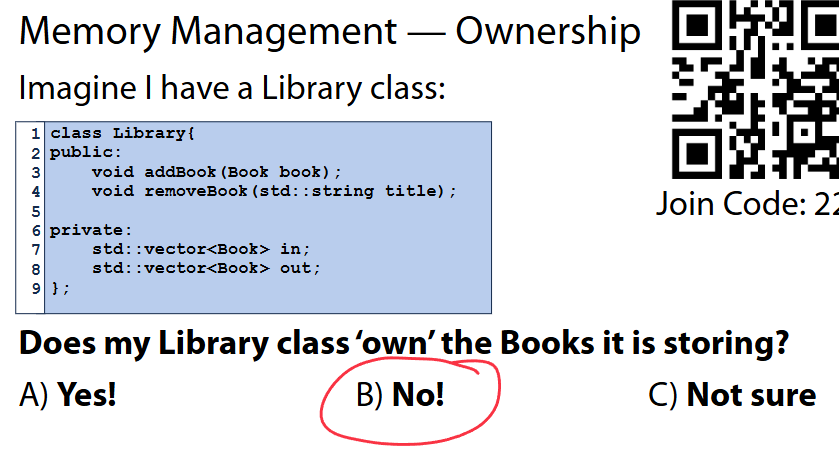 Memory Management — Ownership
Imagine I have a Library class:
1 class Library{
2 public:
3     void addBook(Book book);
4     void removeBook(std::string title);
5
6 private:
7     std::vector<Book> in;
8     std::vector<Book> out;
9 };
Join Code: 22
Does my Library class ‘own’ the Books it is storing?
A) Yes!   B) No!   C) Not sure